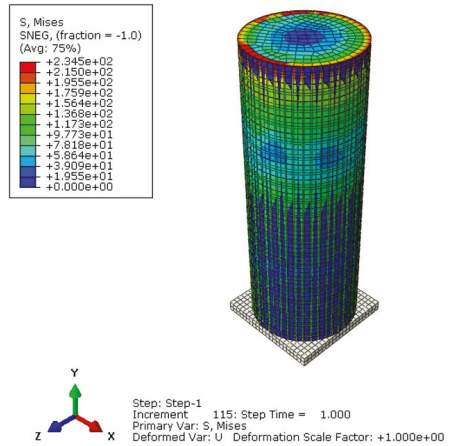 S, Mises
SNEG, (fraction = -1.0)
(Avg: 75%)
+2.345e+02
+2.150e+02
+1.955e+02
+1.759e+02
+1.564e+02
+1.368e+02
+1.173e+02
+9.773e+01
+7.818e+01
+5.864e+01
+3.909e+01
+1.955e+01
+0.000e+00
Y
Z
X
Step: Step-1
Increment 115: Step Time = 1.000
Primary Var: S, Mises
Deformed Var: U Deformation Scale Factor: +1.000e+00